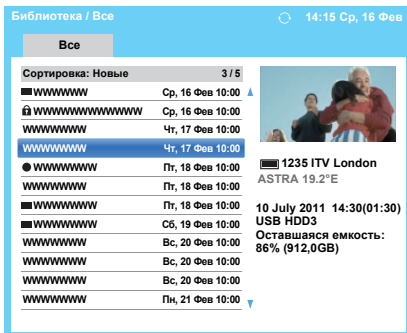 Библиотека / Все
14:15 Ср, 16 Фев
Все
Сортировка: Новые 3 / 5
WWWWWW Ср, 16 Фев 10:00
WWWWWWWWWWWW Ср, 16 Фев 10:00
WWWWWWW Чт, 17 Фев 10:00
WWWWWWW Чт, 17 Фев 10:00
WWWWWWW Пт, 18 Фев 10:00
WWWWWWW Пт, 18 Фев 10:00
WWWWWWW Пт, 18 Фев 10:00
WWWWWWW Сб, 19 Фев 10:00
WWWWWWW Вс, 20 Фев 10:00
WWWWWWW Вс, 20 Фев 10:00
WWWWWWW Вс, 20 Фев 10:00
WWWWWWW Пн, 21 Фев 10:00
1235 ITV London
ASTRA 19.2°E
10 July 2011 14:30(01:30)
USB HDD3
Оставшаяся емкость:
86% (912,0GB)